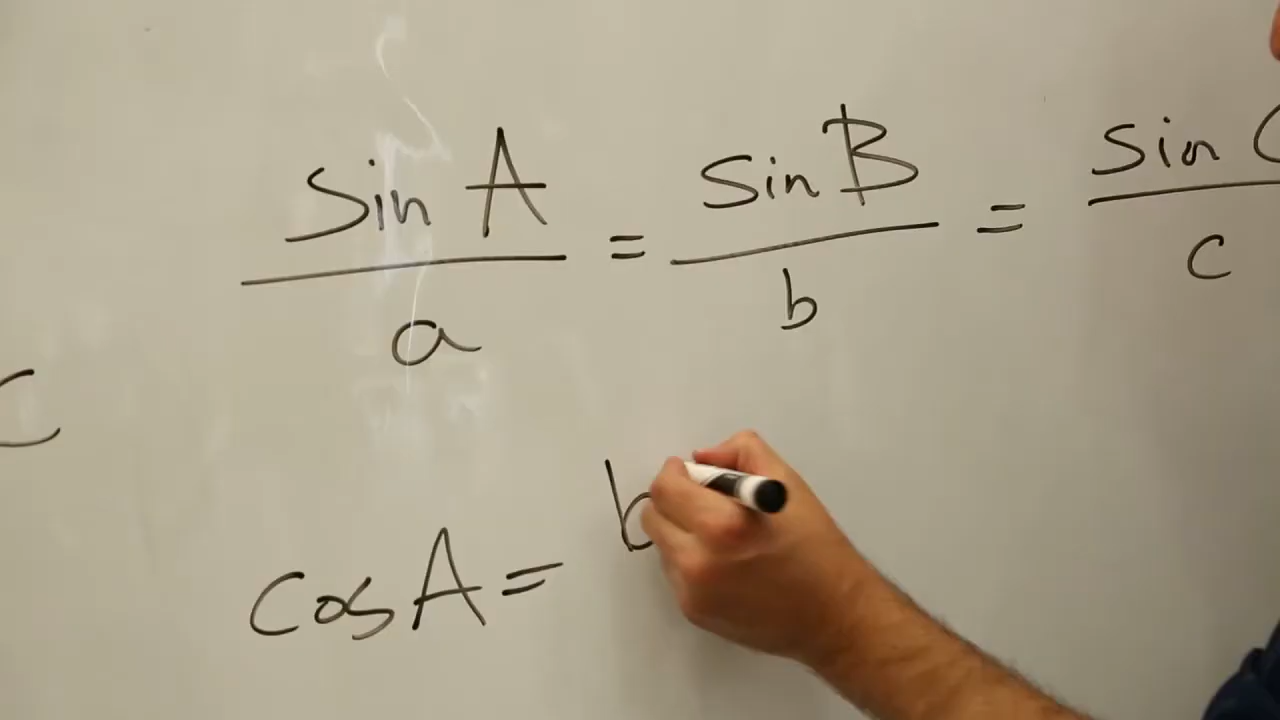 sin A / a = sin B / b = sin C / c
c
cos A = b